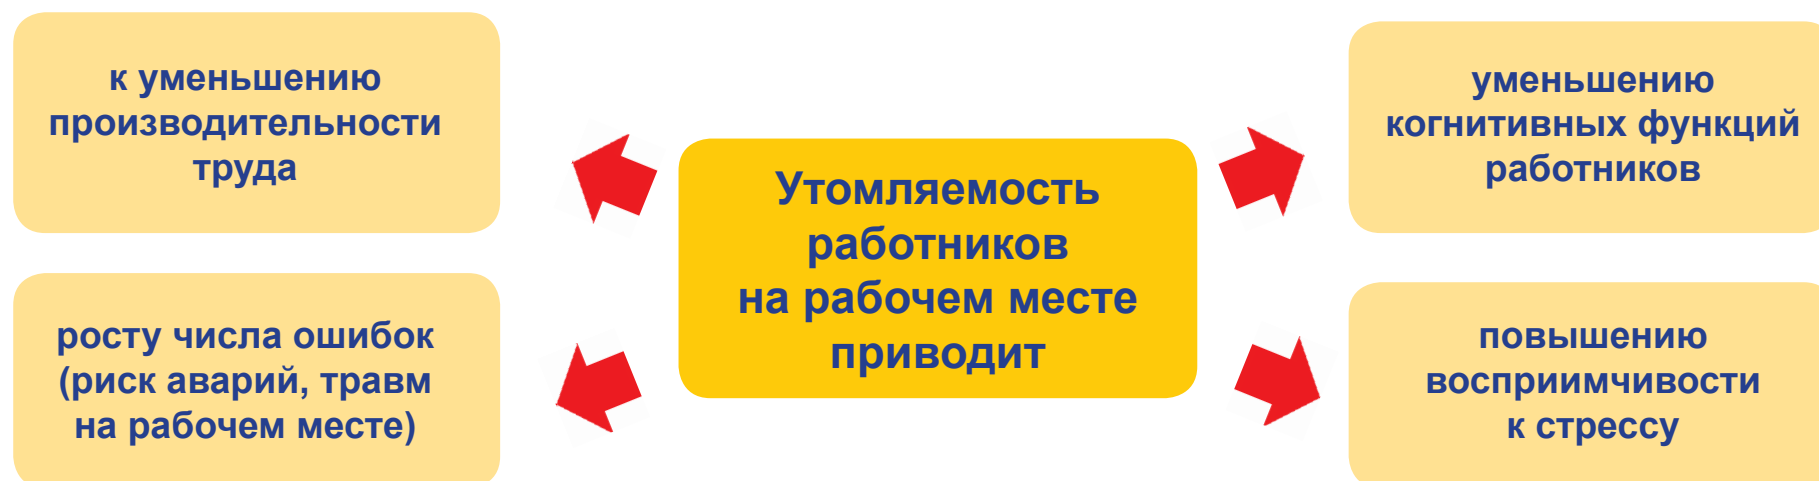 к уменьшению
производительности
труда
росту числа ошибок
(риск аварий, травм
на рабочем месте)
Утомляемость
работников
на рабочем месте
приводит
уменьшению
когнитивных функций
работников
повышению
восприимчивости
к стрессу